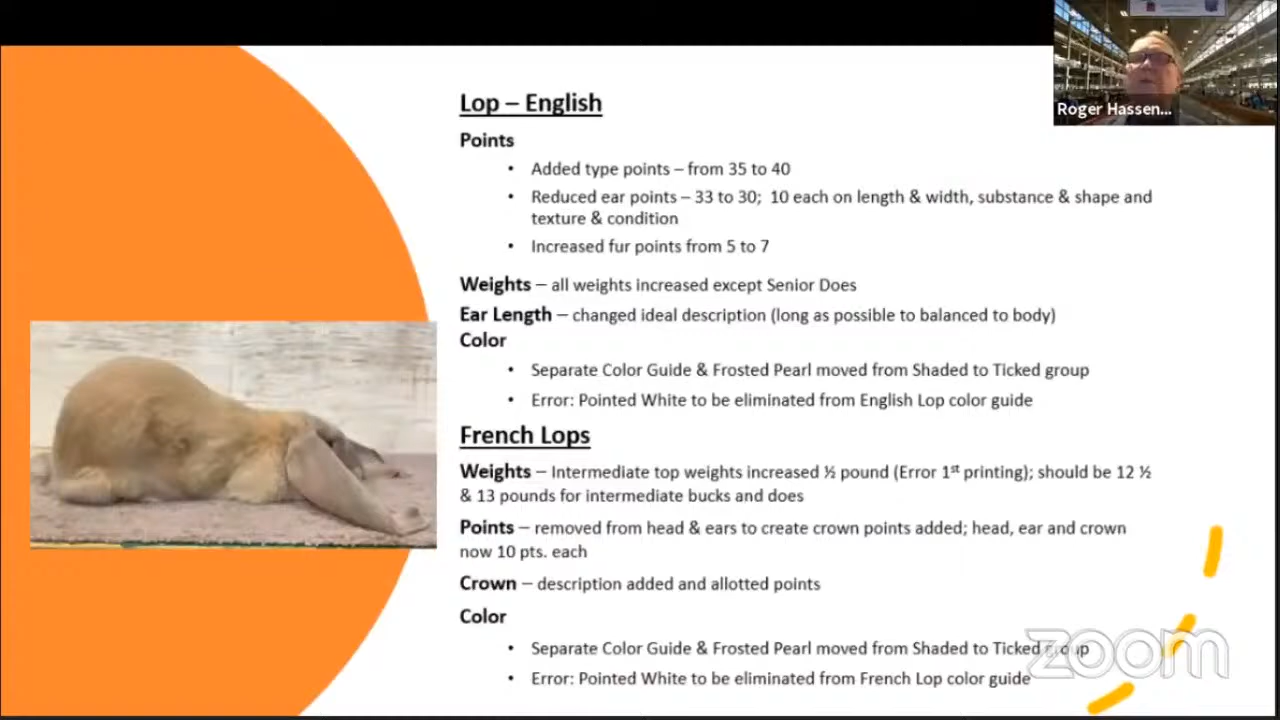 Roger Hassen...
Lop – English
Points
• Added type points – from 35 to 40
• Reduced ear points – 33 to 30; 10 each on length & width, substance & shape and
texture & condition
• Increased fur points from 5 to 7
Weights – all weights increased except Senior Does
Ear Length – changed ideal description (long as possible to balanced to body)
Color
• Separate Color Guide & Frosted Pearl moved from Shaded to Ticked group
• Error: Pointed White to be eliminated from English Lop color guide
French Lops
Weights – Intermediate top weights increased ½ pound (Error 1st printing); should be 12 ½
& 13 pounds for intermediate bucks and does
Points – removed from head & ears to create crown points added; head, ear and crown
now 10 pts. each
Crown – description added and allotted points
Color
• Separate Color Guide & Frosted Pearl moved from Shaded to Ticked group
• Error: Pointed White to be eliminated from French Lop color guide
zoom